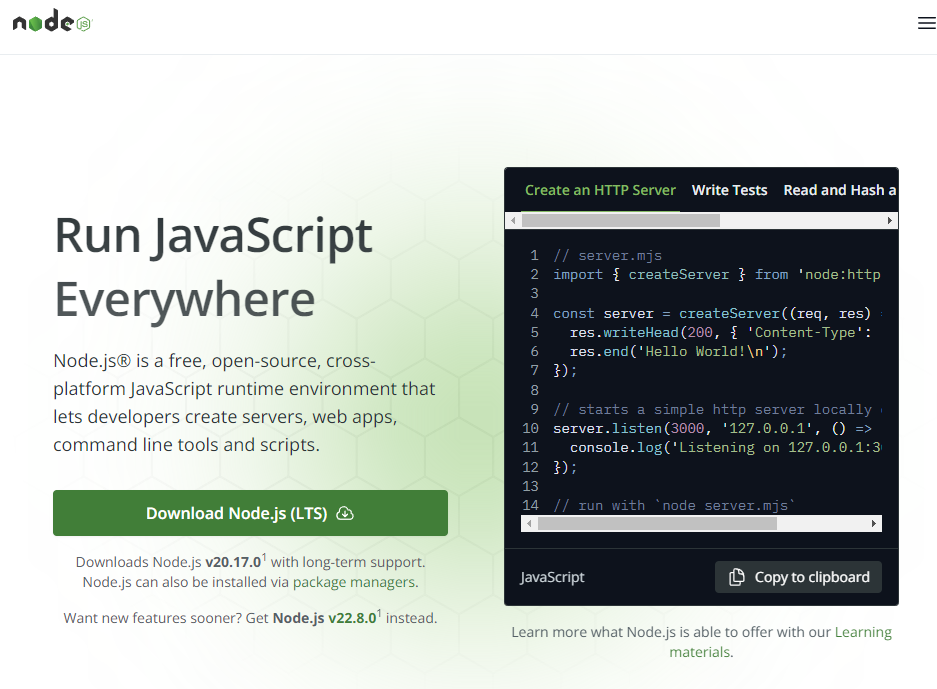 node JS
Run JavaScript
Everywhere
Node.js® is a free, open-source, cross-
platform JavaScript runtime environment that
lets developers create servers, web apps,
command line tools and scripts.
Download Node.js (LTS)
Downloads Node.js v20.17.0¹ with long-term support.
Node.js can also be installed via package managers.
Want new features sooner? Get Node.js v22.8.0¹ instead.
Create an HTTP Server Write Tests Read and Hash a
1 // server.mjs
2 import { createServer } from 'node:http
3
4 const server = createServer((req, res)
5 res.writeHead(200, { 'Content-Type':
6 res.end('Hello World!\n');
7 });
8
9 // starts a simple http server locally
10 server.listen(3000, '127.0.0.1', () =>
11 console.log('Listening on 127.0.0.1:3
12 });
13
14 // run with `node server.mjs`
JavaScript
Copy to clipboard
Learn more what Node.js is able to offer with our Learning
materials.